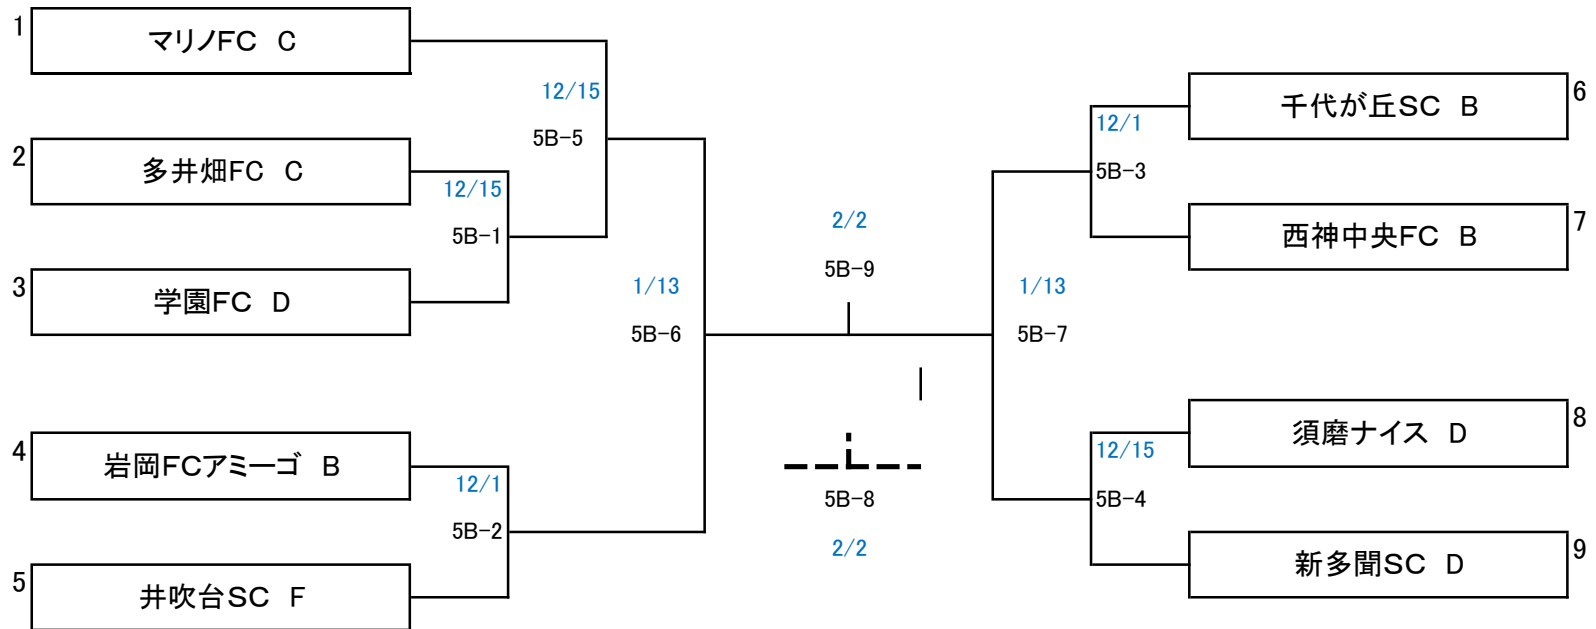 1
マリノFC C
12/15
5B-5
2
多井畑FC C
12/15
5B-1
3
学園FC D
1/13
5B-6
4
岩岡FCアミーゴ B
12/1
5B-2
5
井吹台SC F
2/2
5B-9
5B-8
2/2
6
千代が丘SC B
12/1
5B-3
7
西神中央FC B
1/13
5B-7
8
須磨ナイス D
12/15
5B-4
9
新多聞SC D